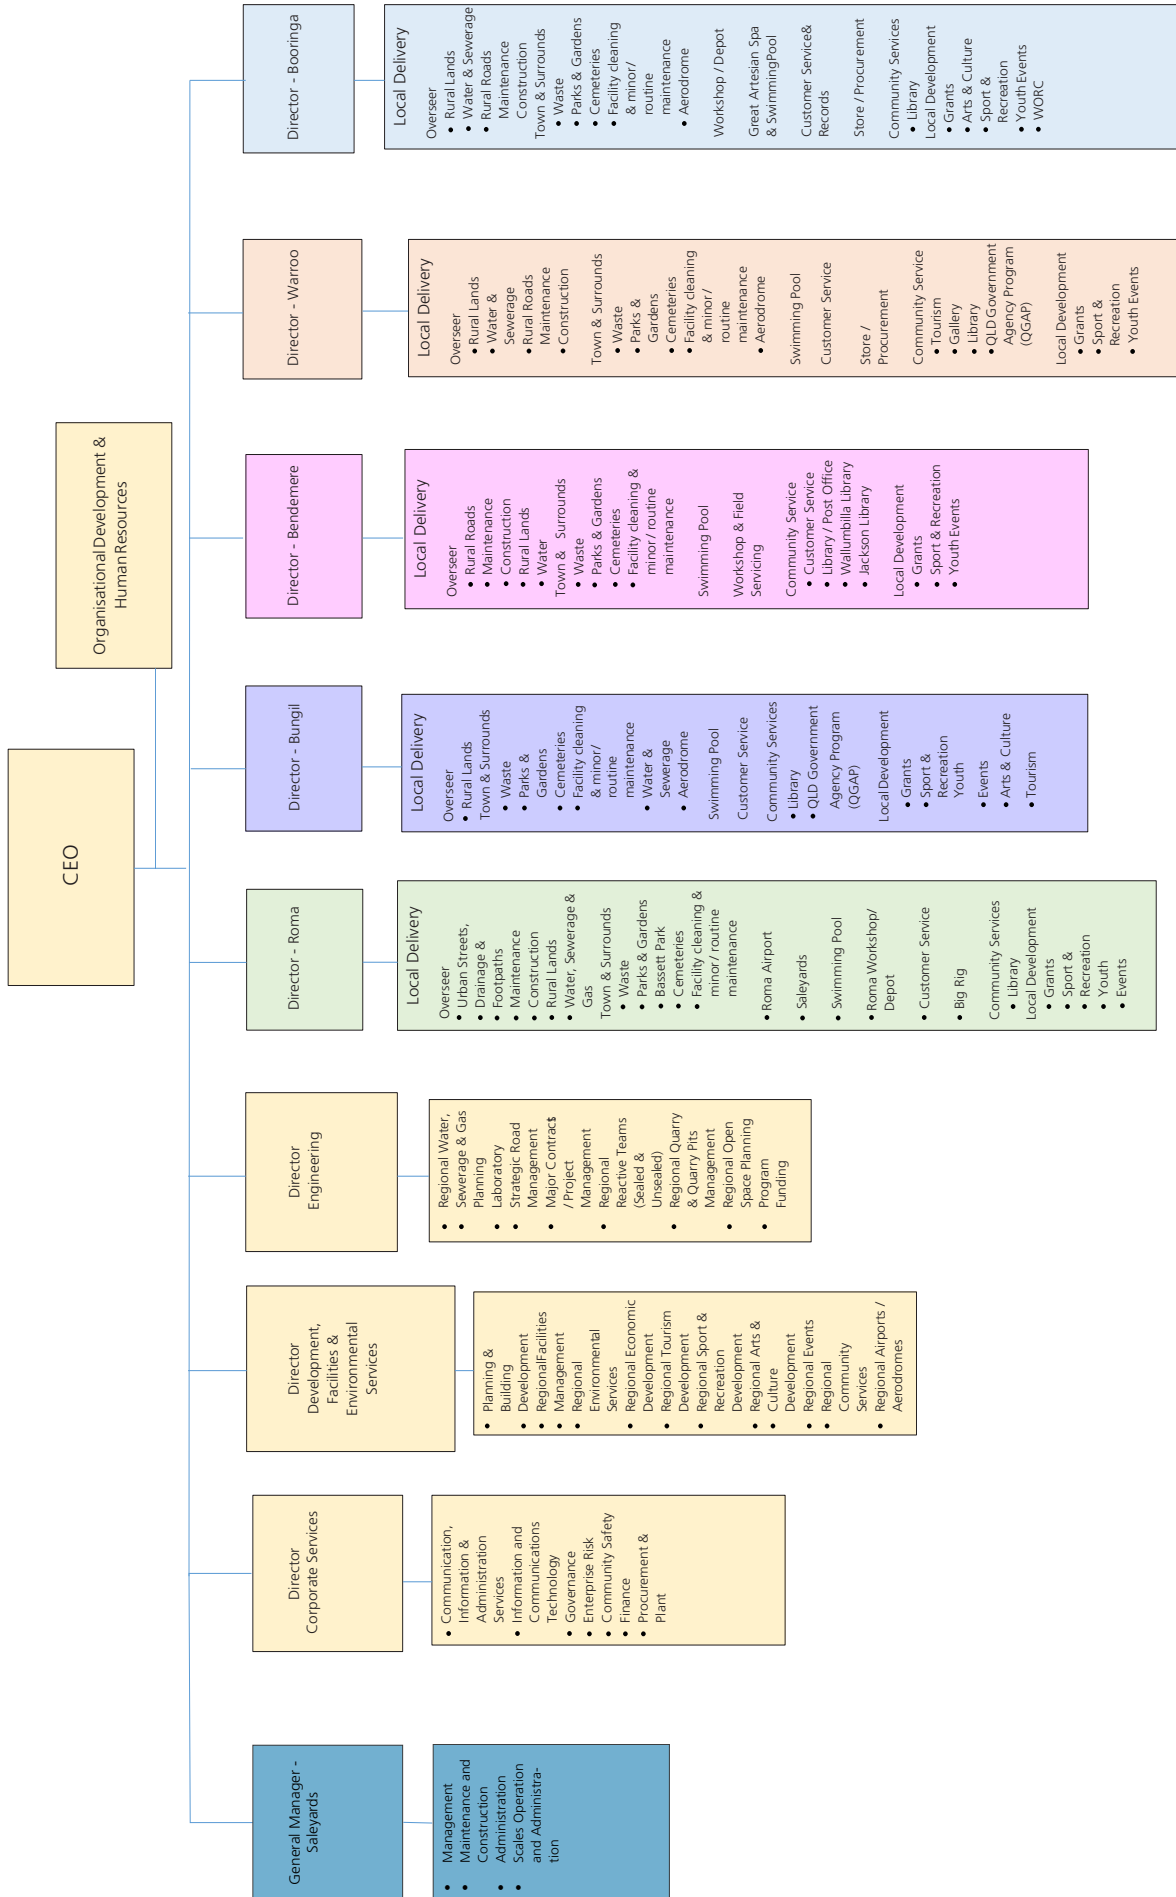 CEO
Organisational Development &
Human Resources
General Manager -
Saleyards
• Management
• Maintenance and
Construction
• Administration
• Scales Operation
and Administra-
tion
Director
Corporate Services
• Communication,
Information &
Administration
Services
• Information and
Communications
Technology
• Governance
• Enterprise Risk
• Community Safety
• Finance
• Procurement &
Plant
Director
Development,
Facilities &
Environmental
Services
• Planning &
Building
• Development
• RegionalFacilities
• Management
• Regional
Environmental
Services
• Regional Economic
Development
• Regional Tourism
Development
• Regional Sport &
Recreation
Development
• Regional Arts &
• Culture
Development
• Regional Events
• Regional
Community
Services
• Regional Airports /
Aerodromes
Director
Engineering
• Regional Water,
• Sewerage & Gas
Planning
• Laboratory
• Strategic Road
Management
• Major Contracts
/ Project
Management
• Regional
Reactive Teams
(Sealed &
Unsealed)
• Regional Quarry
& Quarry Pits
Management
• Regional Open
Space Planning
• Program
Funding
Director - Roma
Local Delivery
Overseer
• Urban Streets,
• Drainage &
• Footpaths
• Maintenance
• Construction
• Rural Lands
• Water, Sewerage &
Gas
Town & Surrounds
• Waste
• Parks & Gardens
• Bassett Park
• Cemeteries
• Facility cleaning &
minor/ routine
maintenance
• Roma Airport
• Saleyards
• Swimming Pool
• Roma Workshop/
Depot
• Customer Service
• Big Rig
Community Services
• Library
Local Development
• Grants
• Sport &
• Recreation
• Youth
• Events
Director - Bungil
Local Delivery
Overseer
• Rural Lands
Town & Surrounds
• Waste
• Parks &
Gardens
• Cemeteries
• Facility cleaning
& minor/
routine
maintenance
• Water &
Sewerage
• Aerodrome
Swimming Pool
Customer Service
Community Services
• Library
• QLD Government
Agency Program
(QGAP)
Local Development
• Grants
• Sport &
Recreation
Youth
• Events
• Arts & Culture
• Tourism
Director - Bendemere
Local Delivery
Overseer
• Rural Roads
• Maintenance
• Construction
• Rural Lands
• Water
Town & Surrounds
• Waste
• Parks & Gardens
• Cemeteries
• Facility cleaning &
minor/ routine
maintenance
Swimming Pool
Workshop & Field
Servicing
Community Service
• Customer Service
• Library / Post Office
• Wallumbilla Library
• Jackson Library
Local Development
• Grants
• Sport & Recreation
• Youth Events
Director - Warroo
Local Delivery
Overseer
• Rural Lands
• Water &
Sewerage
• Rural Roads
Maintenance
• Construction
Town & Surrounds
• Waste
• Parks &
Gardens
• Cemeteries
• Facility cleaning
& minor/
routine
maintenance
• Aerodrome
Swimming Pool
Customer Service
Store /
Procurement
Community Service
• Tourism
• Gallery
• Library
• QLD Government
Agency Program
(QGAP)
Local Development
• Grants
• Sport &
Recreation
• Youth Events
Director - Booringa
Local Delivery
Overseer
• Rural Lands
• Water & Sewerage
• Rural Roads
Maintenance
Construction
Town & Surrounds
• Waste
• Parks & Gardens
• Cemeteries
• Facility cleaning
& minor/
routine
maintenance
• Aerodrome
Workshop / Depot
Great Artesian Spa
& SwimmingPool
Customer Service&
Records
Store / Procurement
Community Services
• Library
Local Development
• Grants
• Arts & Culture
• Sport &
Recreation
• Youth Events
• WORC